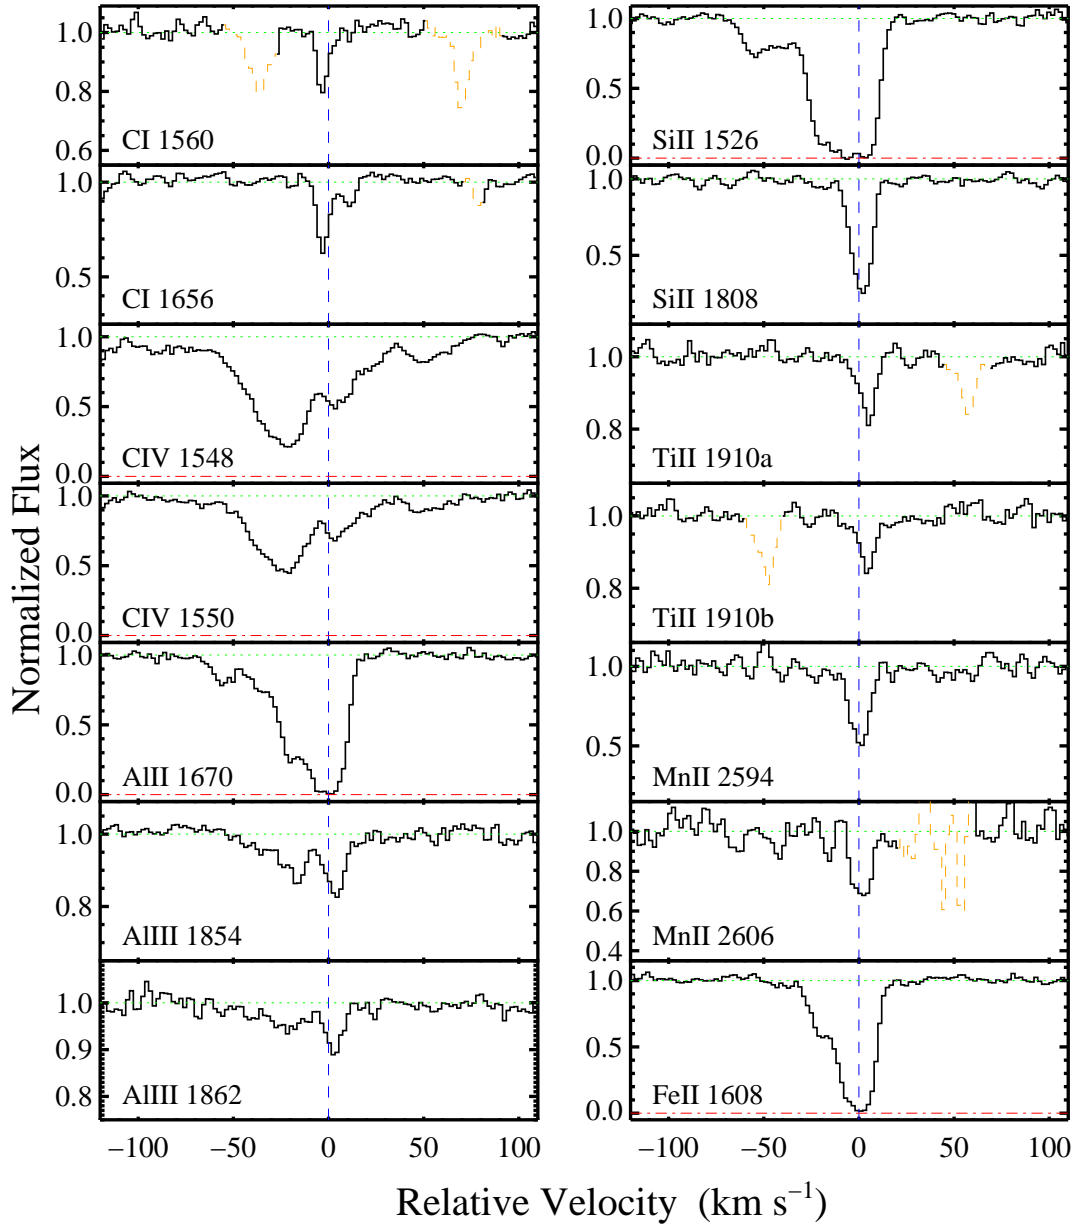 Normalized Flux
1.0
0.8
0.6
CI 1560
1.0
0.5
CI 1656
1.0
0.5
0.0
CIV 1548
1.0
0.5
0.0
CIV 1550
1.0
0.5
0.0
AlII 1670
1.0
0.8
AlIII 1854
1.0
0.9
0.8
AlIII 1862
−100 −50 0 50 100
1.0
0.5
0.0
SiII 1526
1.0
0.5
SiII 1808
1.0
0.8
TiII 1910a
1.0
0.8
TiII 1910b
1.0
0.5
MnII 2594
1.0
0.8
0.6
0.4
MnII 2606
1.0
0.5
0.0
FeII 1608
−100 −50 0 50 100
Relative Velocity (km s⁻¹)